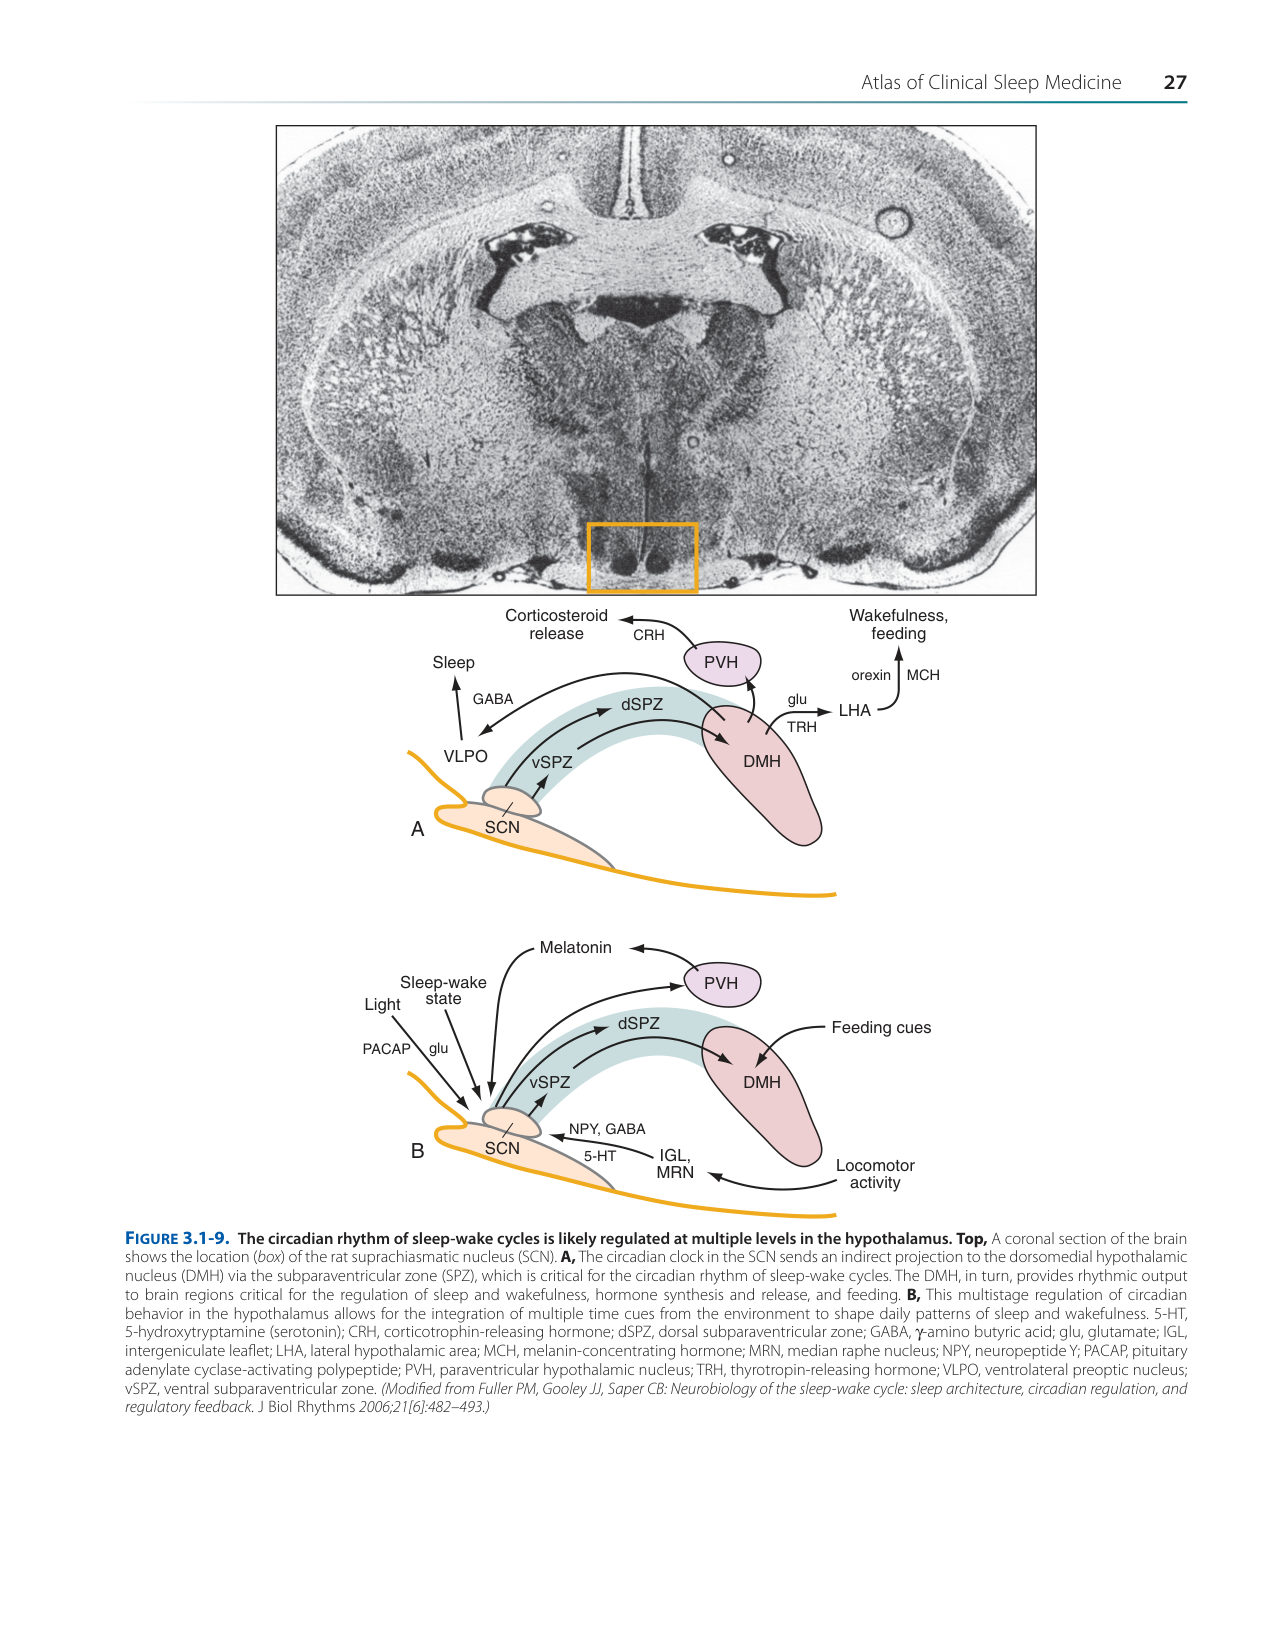 Atlas of Clinical Sleep Medicine 27
Corticosteroid
release
CRH
Wakefulness,
feeding
Sleep
PVH
orexin MCH
GABA
dSPZ
glu
LHA
TRH
VLPO
vSPZ
DMH
A
SCN
Melatonin
Sleep-wake
state
PVH
Light
dSPZ
Feeding cues
PACAP glu
vSPZ
DMH
NPY, GABA
B
SCN
5-HT
IGL,
MRN
Locomotor
activity
FIGURE 3.1-9. The circadian rhythm of sleep-wake cycles is likely regulated at multiple levels in the hypothalamus. Top, A coronal section of the brain
shows the location (box) of the rat suprachiasmatic nucleus (SCN). A, The circadian clock in the SCN sends an indirect projection to the dorsomedial hypothalamic
nucleus (DMH) via the subparaventricular zone (SPZ), which is critical for the circadian rhythm of sleep-wake cycles. The DMH, in turn, provides rhythmic output
to brain regions critical for the regulation of sleep and wakefulness, hormone synthesis and release, and feeding. B, This multistage regulation of circadian
behavior in the hypothalamus allows for the integration of multiple time cues from the environment to shape daily patterns of sleep and wakefulness. 5-HT,
5-hydroxytryptamine (serotonin); CRH, corticotrophin-releasing hormone; dSPZ, dorsal subparaventricular zone; GABA, γ-amino butyric acid; glu, glutamate; IGL,
intergeniculate leaflet; LHA, lateral hypothalamic area; MCH, melanin-concentrating hormone; MRN, median raphe nucleus; NPY, neuropeptide Y; PACAP, pituitary
adenylate cyclase-activating polypeptide; PVH, paraventricular hypothalamic nucleus; TRH, thyrotropin-releasing hormone; VLPO, ventrolateral preoptic nucleus;
vSPZ, ventral subparaventricular zone. (Modified from Fuller PM, Gooley JJ, Saper CB: Neurobiology of the sleep-wake cycle: sleep architecture, circadian regulation, and
regulatory feedback. J Biol Rhythms 2006;21[6]:482–493.)